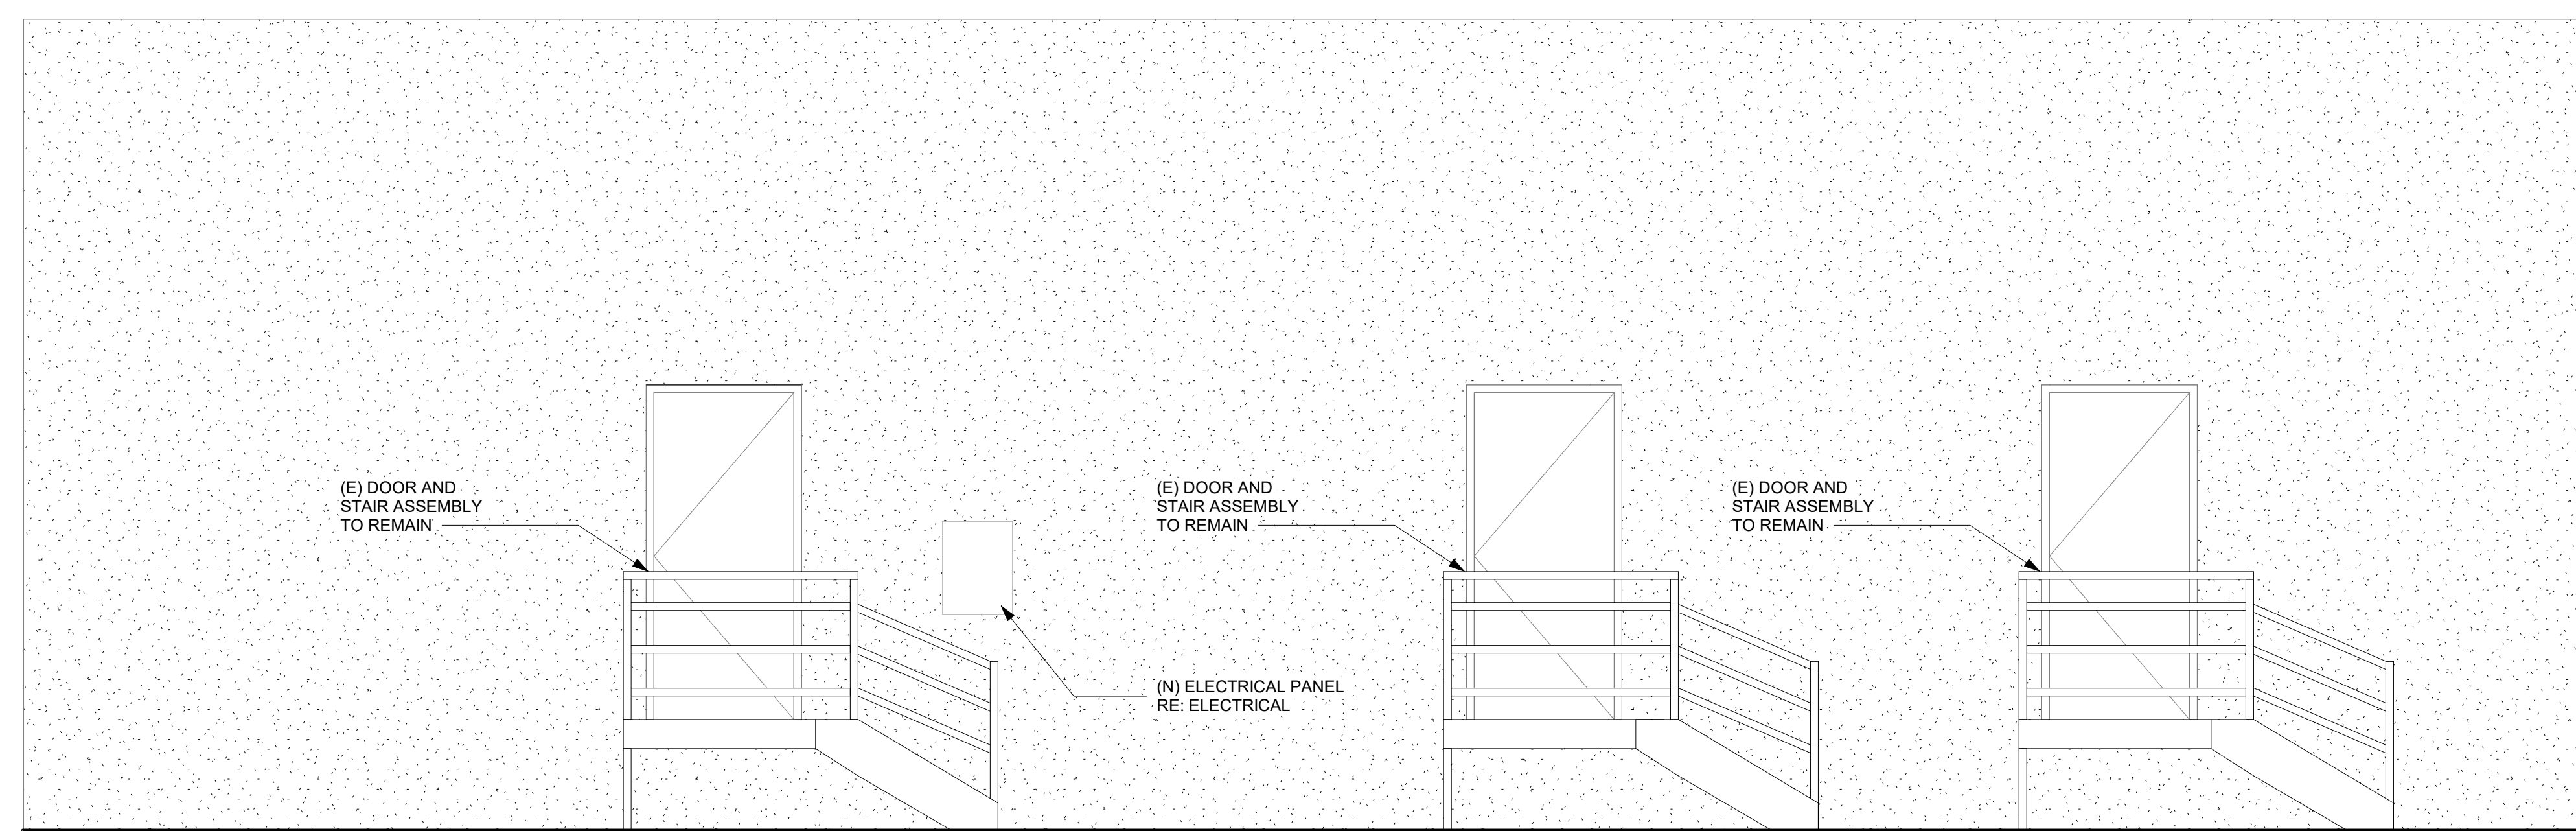 (E) DOOR AND
STAIR ASSEMBLY
TO REMAIN
(E) DOOR AND
STAIR ASSEMBLY
TO REMAIN
(E) DOOR AND
STAIR ASSEMBLY
TO REMAIN
(N) ELECTRICAL PANEL
RE: ELECTRICAL